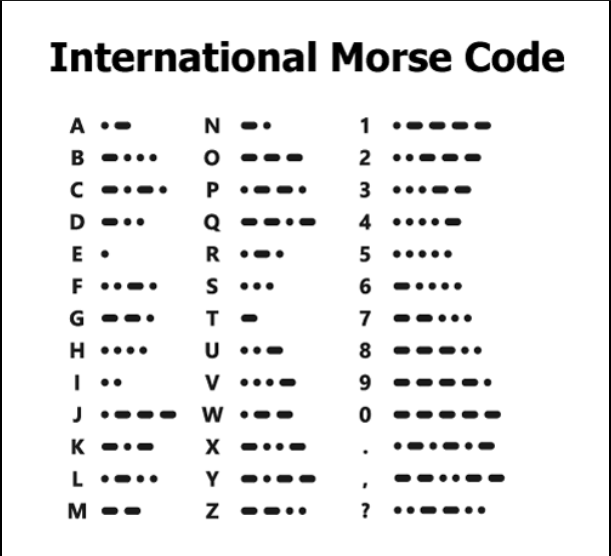 International Morse Code
A •– N –• 1 •––––
B –••• O ––– 2 ••–––
C –•–• P •––• 3 •••––
D –•• Q ––•– 4 ••••–
E • R •–• 5 •••••
F ••–• S ••• 6 –••••
G ––• T – 7 ––•••
H •••• U ••– 8 –––••
I •• V •••– 9 ––––•
J •––– W •–– 0 –––––
K –•– X –••– . •–•–•–
L •–•• Y –•–– , ––••––
M –– Z ––•• ? ••––••